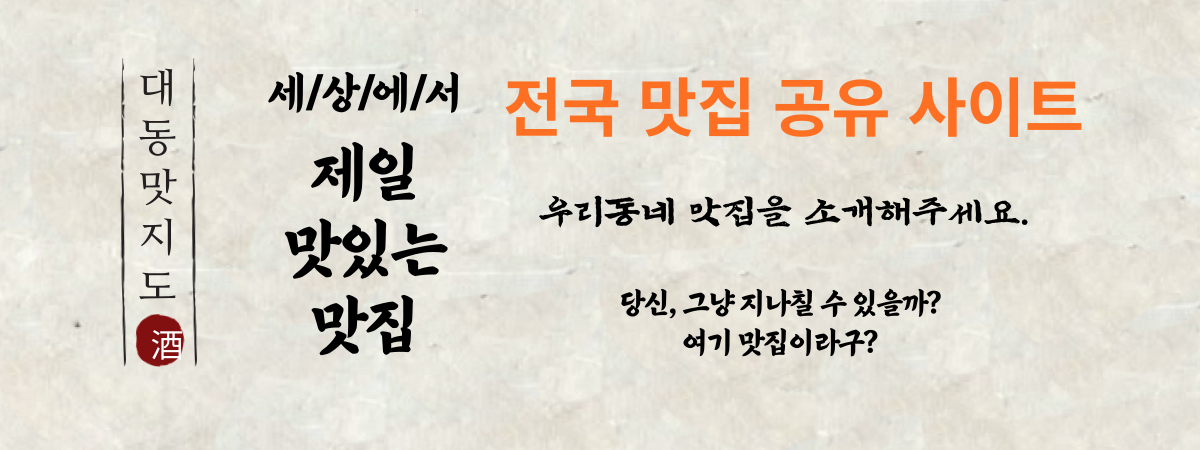 대동맛지도
酒
세/상/에/서
제일
맛있는
맛집
전국 맛집 공유 사이트
우리동네 맛집을 소개해주세요.
당신, 그냥 지나칠 수 있을까?
여기 맛집이라구?